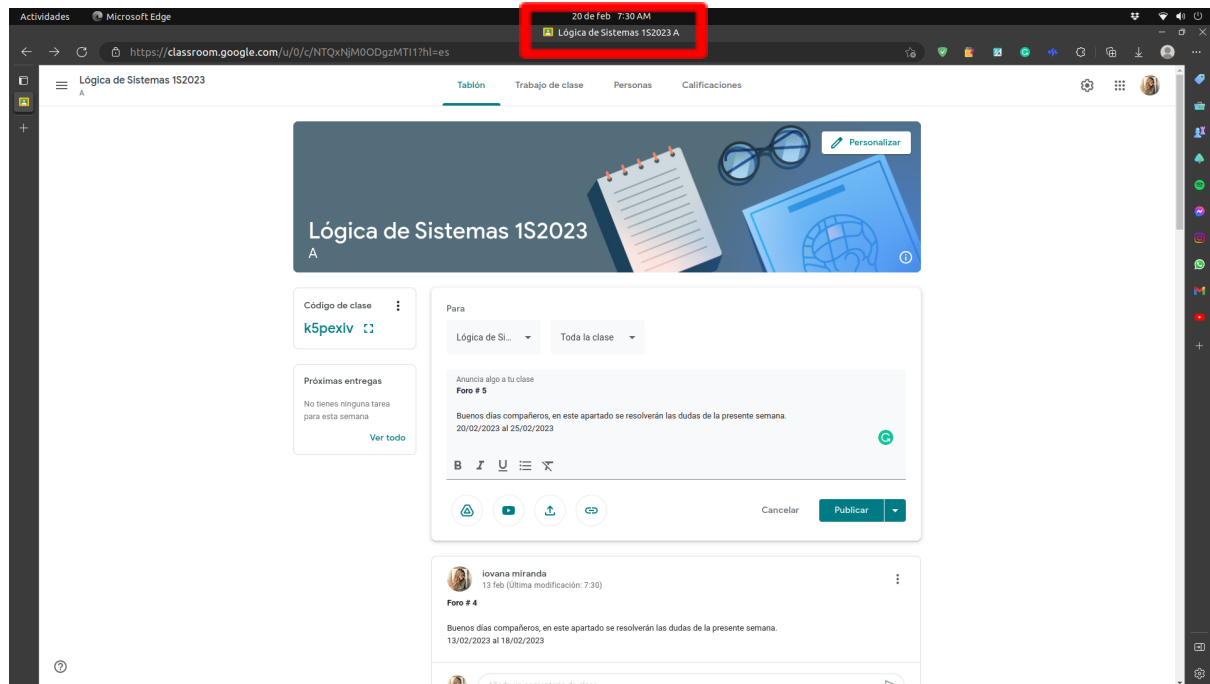 Actividades
Microsoft Edge
20 de feb 7:30 AM
Lógica de Sistemas 1S2023 A
https://classroom.google.com/u/0/c/NTQxNjM0ODgzMTI1?hl=es
Lógica de Sistemas 1S2023
A
Tablón
Trabajo de clase
Personas
Calificaciones
Personalizar
Lógica de Sistemas 1S2023
A
Código de clase
k5pexlv
Próximas entregas
No tienes ninguna tarea
para esta semana
Ver todo
Para
Lógica de Si...
Toda la clase
Anuncia algo a tu clase
Foro # 5
Buenos días compañeros, en este apartado se resolverán las dudas de la presente semana.
20/02/2023 al 25/02/2023
B I U
Cancelar
Publicar
iovana miranda
13 feb (Última modificación: 7:30)
Foro # 4
Buenos días compañeros, en este apartado se resolverán las dudas de la presente semana.
13/02/2023 al 18/02/2023